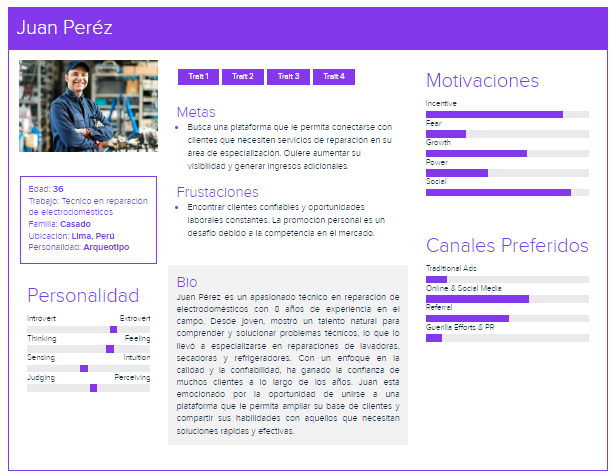 Juan Peréz
Trait 1 Trait 2 Trait 3 Trait 4
Metas
Busca una plataforma que le permita conectarse con
clientes que necesiten servicios de reparación en su
área de especialización. Quiere aumentar su
visibilidad y generar ingresos adicionales.
Frustaciones
Encontrar clientes confiables y oportunidades
laborales constantes. La promoción personal es un
desafío debido a la competencia en el mercado.
Edad: 36
Trabajo: Técnico en reparación
de electrodomésticos
Familia: Casado
Ubicación: Lima, Perú
Personalidad: Arqueotipo
Personalidad
Introvert Extrovert
Thinking Feeling
Sensing Intuition
Judging Perceiving
Bio
Juan Pérez es un apasionado técnico en reparación de
electrodomésticos con 8 años de experiencia en el
campo. Desde joven, mostró un talento natural para
comprender y solucionar problemas técnicos, lo que lo
llevó a especializarse en reparaciones de lavadoras,
secadoras y refrigeradores. Con un enfoque en la
calidad y la confiabilidad, ha ganado la confianza de
muchos clientes a lo largo de los años. Juan está
emocionado por la oportunidad de unirse a una
plataforma que le permita ampliar su base de clientes y
compartir sus habilidades con aquellos que necesitan
soluciones rápidas y efectivas.
Motivaciones
Incentive
Fear
Growth
Power
Social
Canales Preferidos
Traditional Ads
Online & Social Media
Referral
Guerilla Efforts & PR